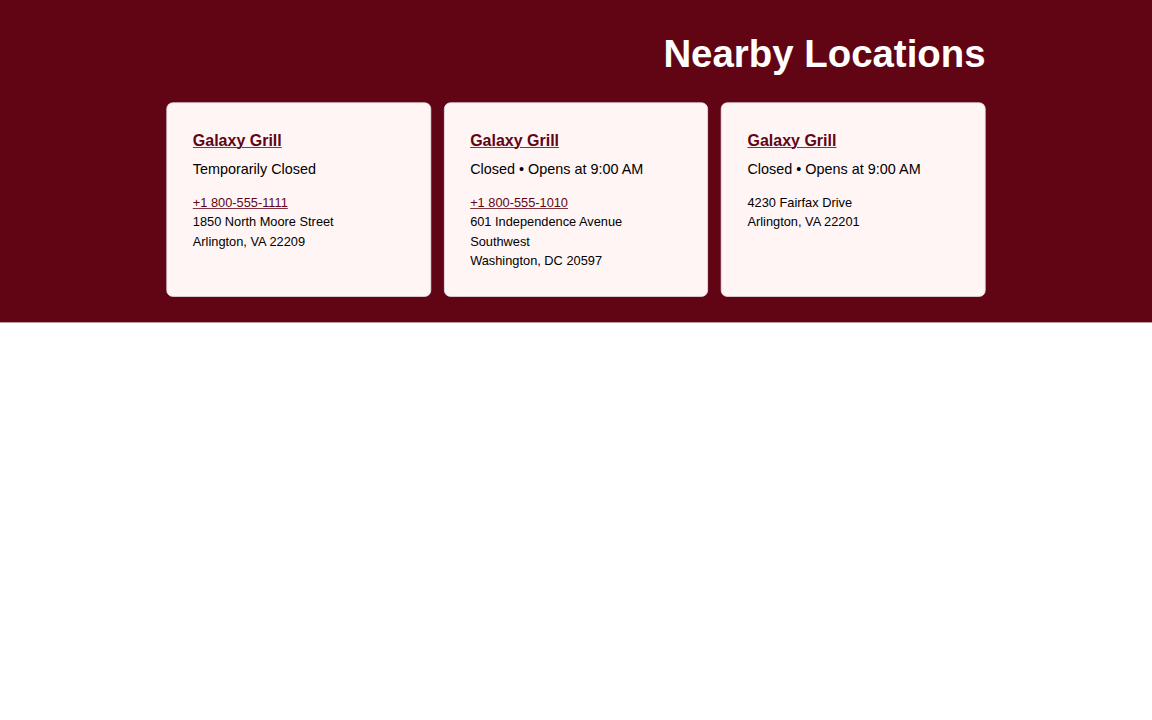 Nearby Locations
Galaxy Grill
Temporarily Closed
+1 800-555-1111
1850 North Moore Street
Arlington, VA 22209
Galaxy Grill
Closed • Opens at 9:00 AM
+1 800-555-1010
601 Independence Avenue
Southwest
Washington, DC 20597
Galaxy Grill
Closed • Opens at 9:00 AM
4230 Fairfax Drive
Arlington, VA 22201